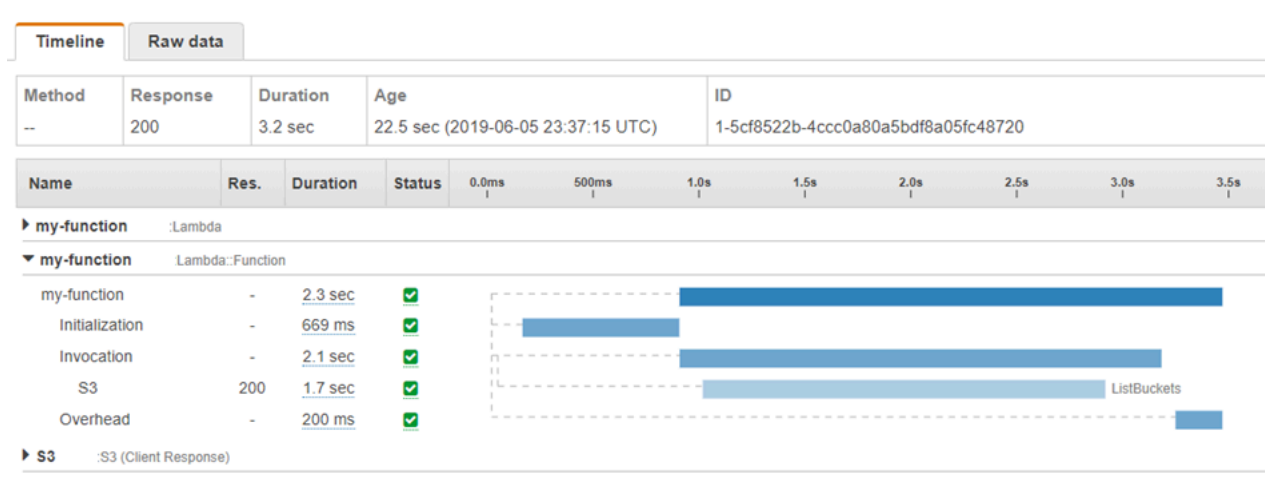 Timeline Raw data
Method Response Duration Age ID
-- 200 3.2 sec 22.5 sec (2019-06-05 23:37:15 UTC) 1-5cf8522b-4ccc0a80a5bdf8a05fc48720
Name Res. Duration Status 0.0ms 500ms 1.0s 1.5s 2.0s 2.5s 3.0s 3.5s
my-function :Lambda
my-function :Lambda::Function
my-function - 2.3 sec
Initialization - 669 ms
Invocation - 2.1 sec
S3 200 1.7 sec ListBuckets
Overhead - 200 ms
S3 :S3 (Client Response)